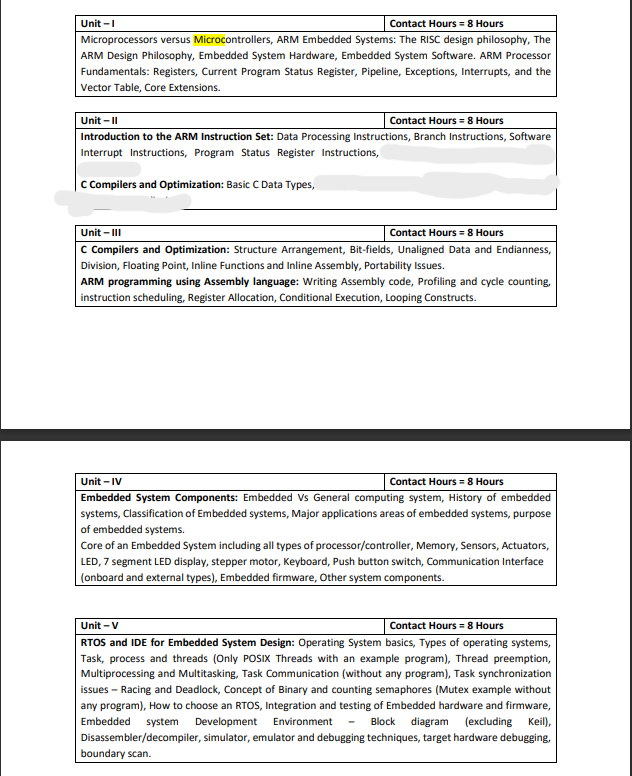 Unit – I Contact Hours = 8 Hours
Microprocessors versus Microcontrollers, ARM Embedded Systems: The RISC design philosophy, The
ARM Design Philosophy, Embedded System Hardware, Embedded System Software. ARM Processor
Fundamentals: Registers, Current Program Status Register, Pipeline, Exceptions, Interrupts, and the
Vector Table, Core Extensions.
Unit – II Contact Hours = 8 Hours
Introduction to the ARM Instruction Set: Data Processing Instructions, Branch Instructions, Software
Interrupt Instructions, Program Status Register Instructions,
C Compilers and Optimization: Basic C Data Types,
Unit – III Contact Hours = 8 Hours
C Compilers and Optimization: Structure Arrangement, Bit-fields, Unaligned Data and Endianness,
Division, Floating Point, Inline Functions and Inline Assembly, Portability Issues.
ARM programming using Assembly language: Writing Assembly code, Profiling and cycle counting,
instruction scheduling, Register Allocation, Conditional Execution, Looping Constructs.
Unit – IV Contact Hours = 8 Hours
Embedded System Components: Embedded Vs General computing system, History of embedded
systems, Classification of Embedded systems, Major applications areas of embedded systems, purpose
of embedded systems.
Core of an Embedded System including all types of processor/controller, Memory, Sensors, Actuators,
LED, 7 segment LED display, stepper motor, Keyboard, Push button switch, Communication Interface
(onboard and external types), Embedded firmware, Other system components.
Unit – V Contact Hours = 8 Hours
RTOS and IDE for Embedded System Design: Operating System basics, Types of operating systems,
Task, process and threads (Only POSIX Threads with an example program), Thread preemption,
Multiprocessing and Multitasking, Task Communication (without any program), Task synchronization
issues – Racing and Deadlock, Concept of Binary and counting semaphores (Mutex example without
any program), How to choose an RTOS, Integration and testing of Embedded hardware and firmware,
Embedded system Development Environment – Block diagram (excluding Keil),
Disassembler/decompiler, simulator, emulator and debugging techniques, target hardware debugging,
boundary scan.